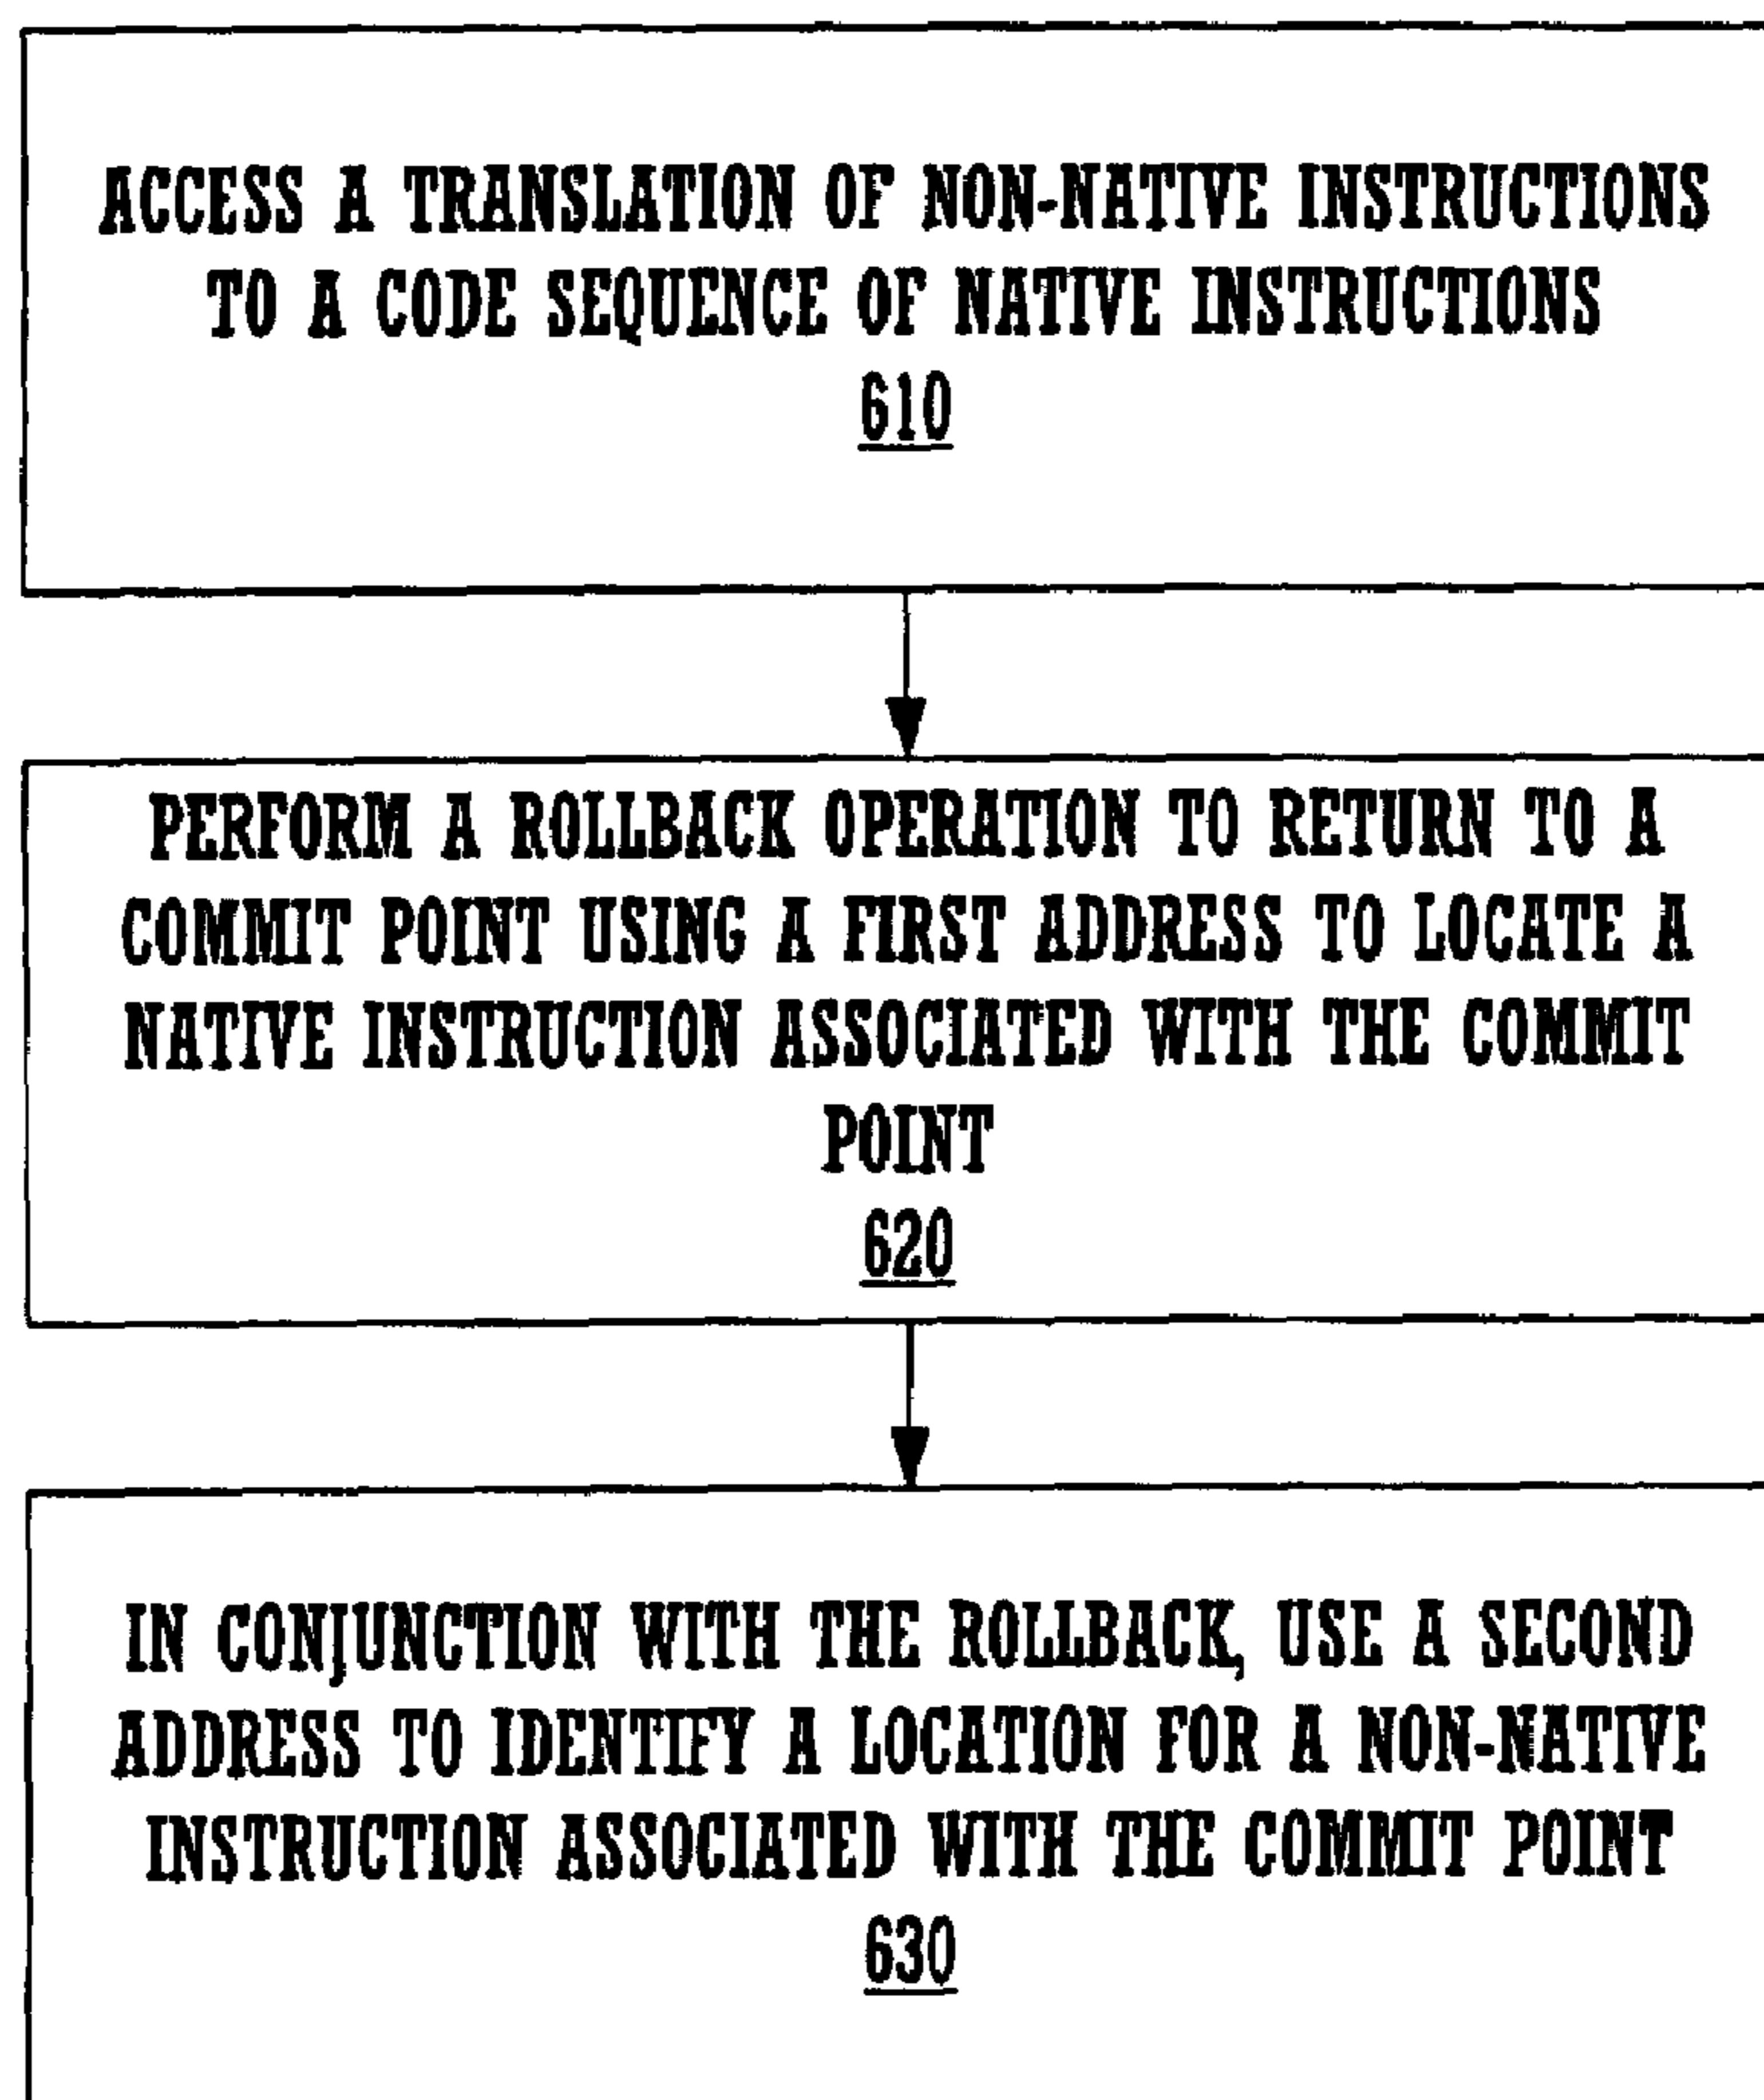 ACCESS A TRANSLATION OF NON-NATIVE INSTRUCTIONS
TO A CODE SEQUENCE OF NATIVE INSTRUCTIONS
610
PERFORM A ROLLBACK OPERATION TO RETURN TO A
COMMIT POINT USING A FIRST ADDRESS TO LOCATE A
NATIVE INSTRUCTION ASSOCIATED WITH THE COMMIT
POINT
620
IN CONJUNCTION WITH THE ROLLBACK, USE A SECOND
ADDRESS TO IDENTIFY A LOCATION FOR A NON-NATIVE
INSTRUCTION ASSOCIATED WITH THE COMMIT POINT
630